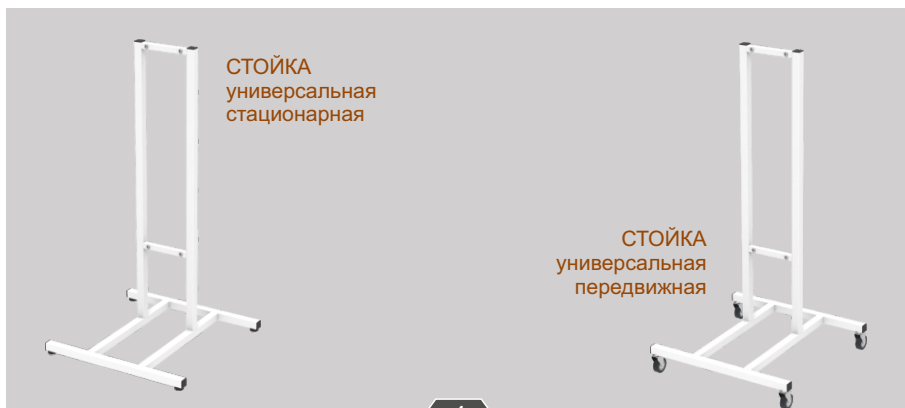 СТОЙКА
универсальная
стационарная
СТОЙКА
универсальная
передвижная